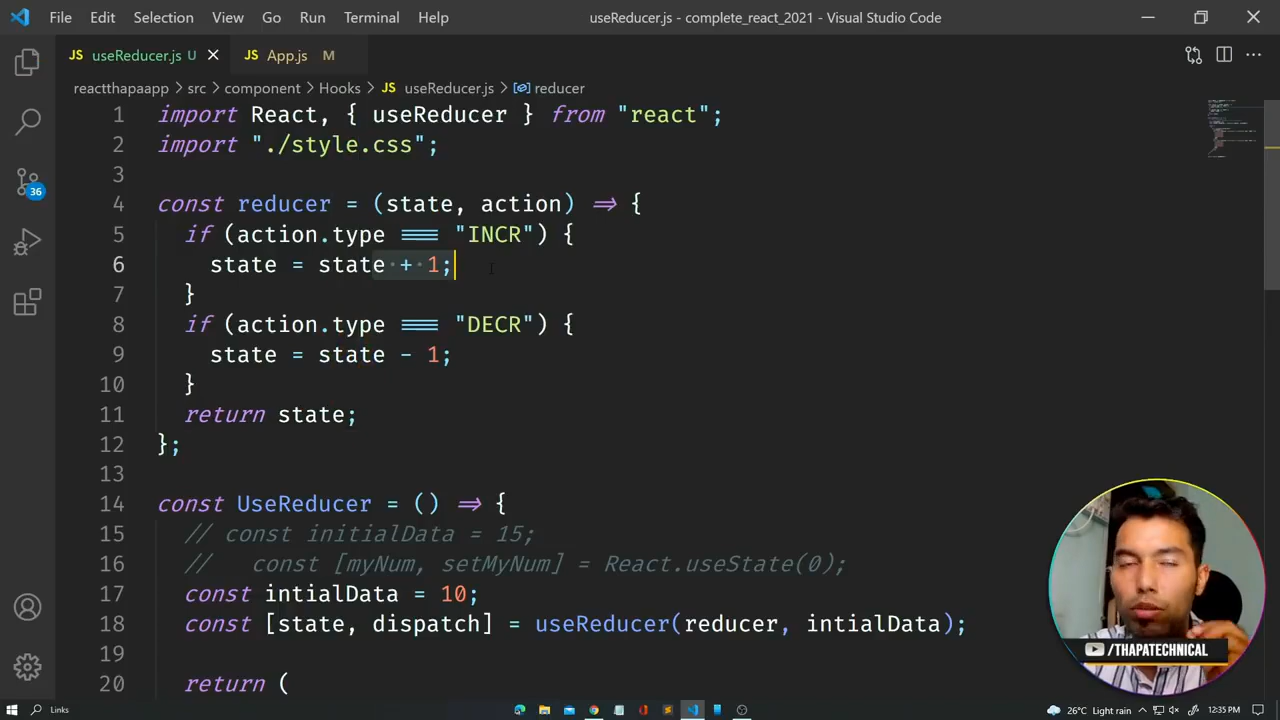 File Edit Selection View Go Run Terminal Help useReducer.js - complete_react_2021 - Visual Studio Code
JS useReducer.js U JS App.js M
reactthapaapp > src > component > Hooks > JS useReducer.js > reducer
1 import React, { useReducer } from "react";
2 import "./style.css";
3
4 const reducer = (state, action) => {
5 if (action.type === "INCR") {
6 state = state + 1;
7 }
8 if (action.type === "DECR") {
9 state = state - 1;
10 }
11 return state;
12 };
13
14 const UseReducer = () => {
15 // const initialData = 15;
16 // const [myNum, setMyNum] = React.useState(0);
17 const intialData = 10;
18 const [state, dispatch] = useReducer(reducer, intialData);
19
20 return (
36
/THAPATECHNICAL
Links 26°C Light rain 12:35 PM